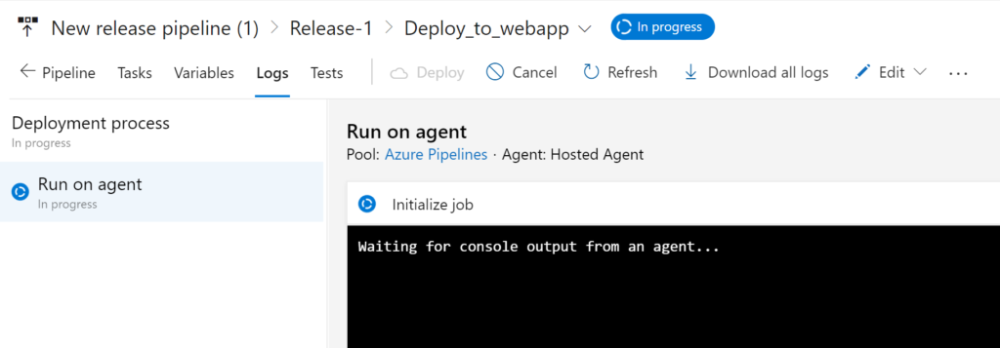 New release pipeline (1) > Release-1 > Deploy_to_webapp In progress
← Pipeline Tasks Variables Logs Tests Deploy Cancel Refresh Download all logs Edit ...
Deployment process
In progress
Run on agent
In progress
Run on agent
Pool: Azure Pipelines · Agent: Hosted Agent
Initialize job
Waiting for console output from an agent...